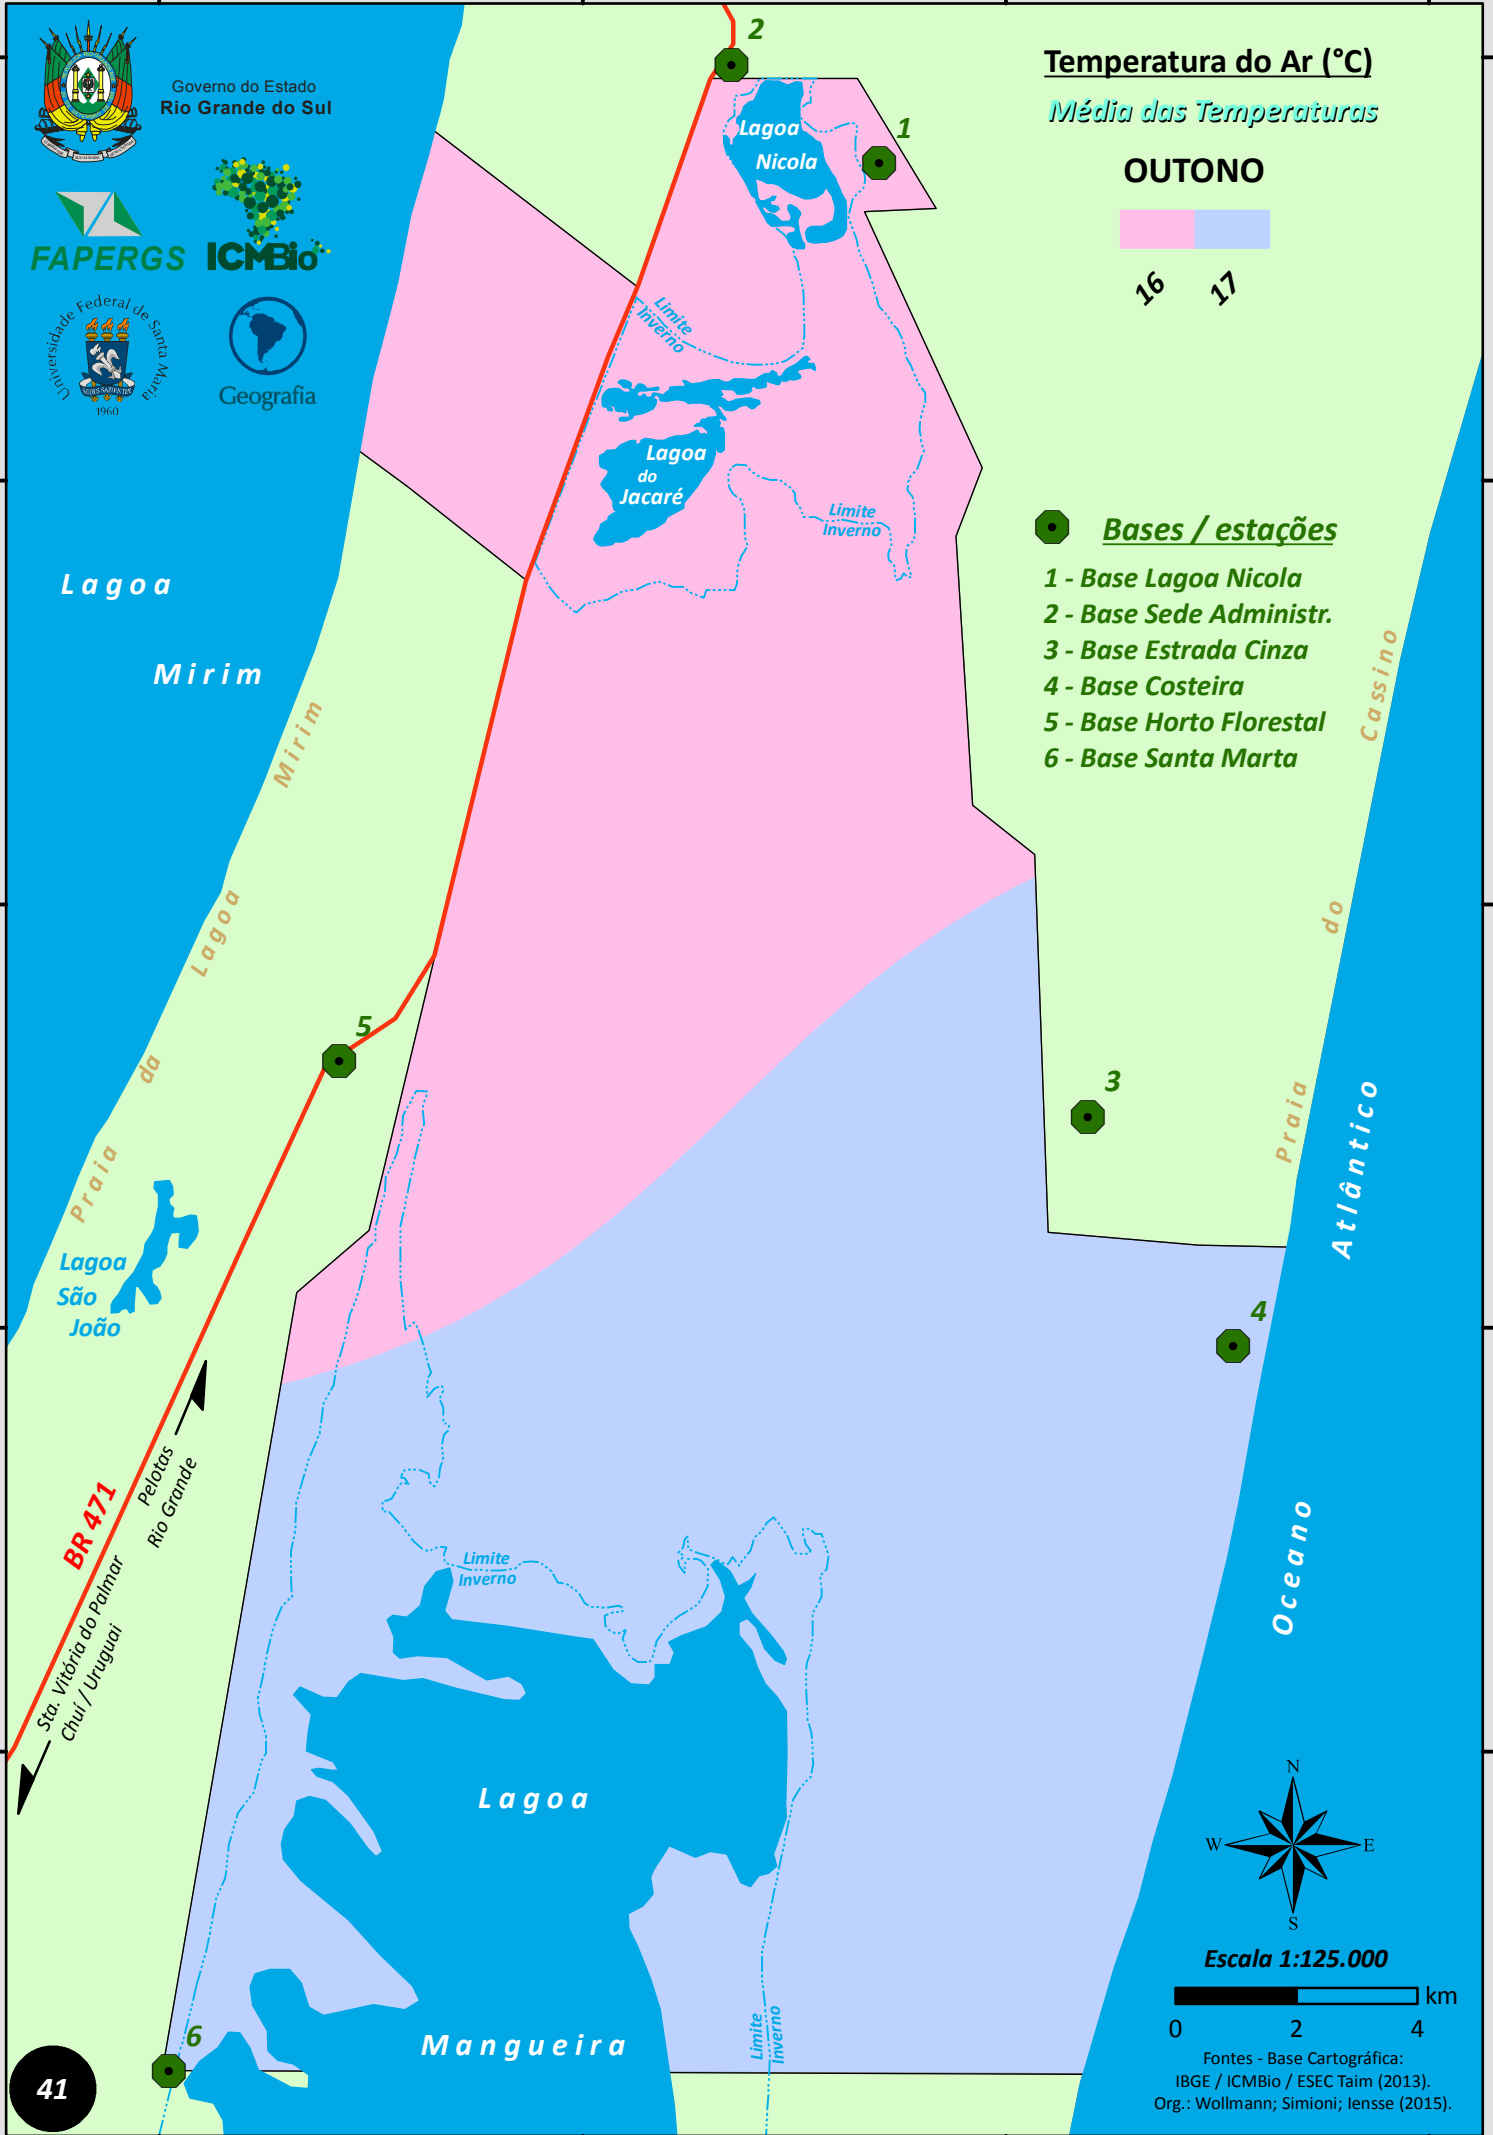 Governo do Estado
Rio Grande do Sul
FAPERGS
ICMBio
Universidade Federal de Santa Maria
1960
Geografia
Temperatura do Ar (°C)
Média das Temperaturas
OUTONO
16
17
2
1
Lagoa
Nicola
Limite
Inverno
Lagoa
do
Jacaré
Limite
Inverno
Bases / estações
1 - Base Lagoa Nicola
2 - Base Sede Administr.
3 - Base Estrada Cinza
4 - Base Costeira
5 - Base Horto Florestal
6 - Base Santa Marta
Lagoa
Mirim
Praia da Lagoa Mirim
Praia do Cassino
5
3
4
Oceano Atlântico
Lagoa
São
João
BR 471
Pelotas
Rio Grande
Sta. Vitória do Palmar
Chuí / Uruguai
Limite
Inverno
Lagoa
Mangueira
Limite
Inverno
6
N
W
E
S
Escala 1:125.000
km
0 2 4
Fontes - Base Cartográfica:
IBGE / ICMBio / ESEC Taim (2013).
Org.: Wollmann; Simioni; Iensse (2015).
41